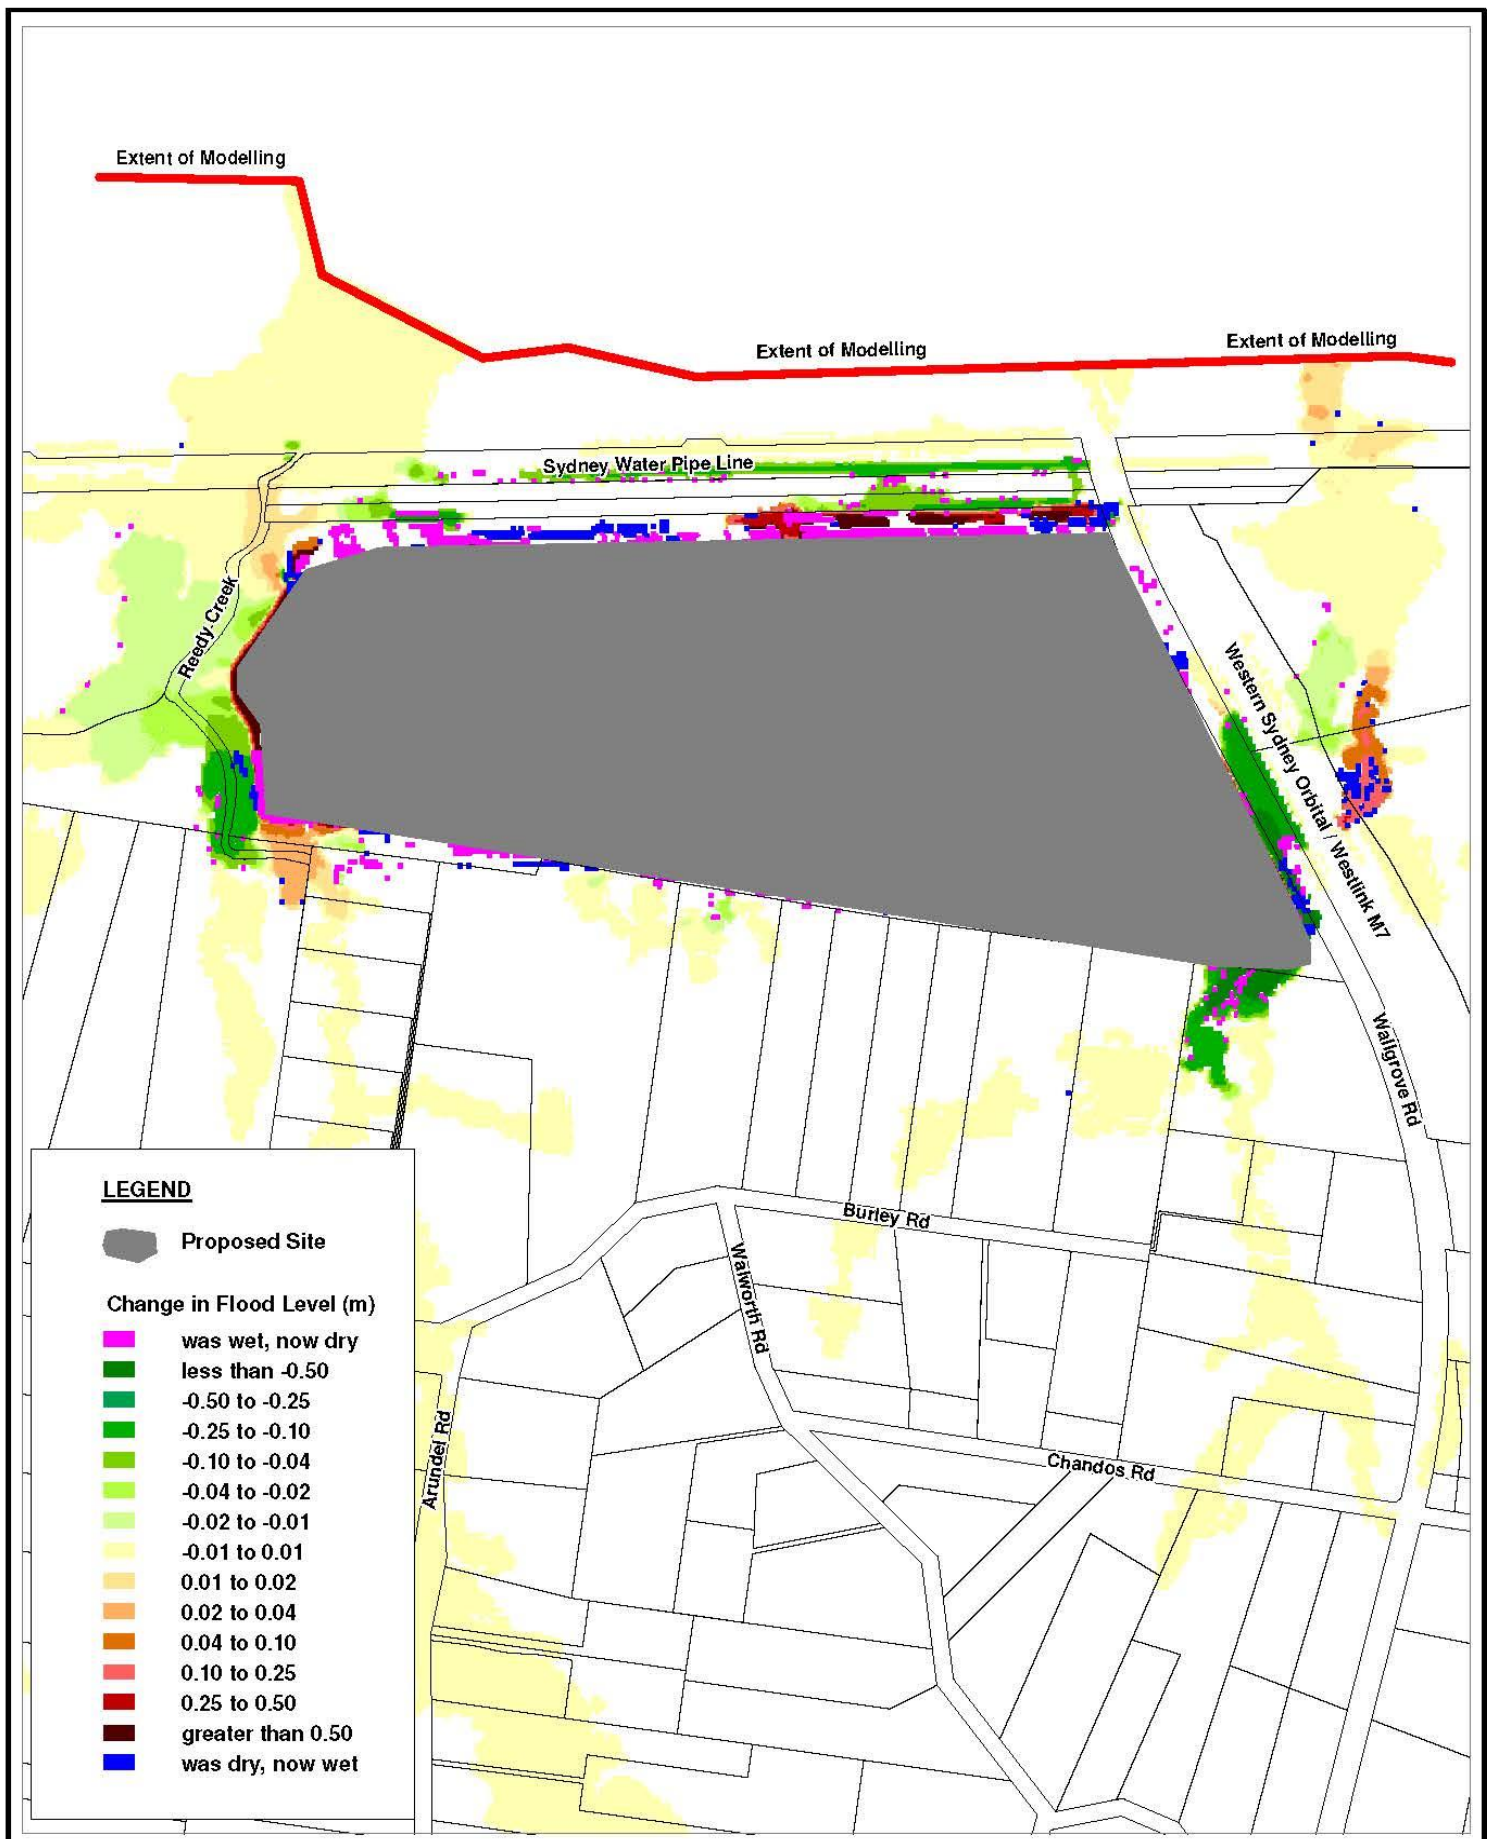 Extent of Modelling
Extent of Modelling
Extent of Modelling
Sydney Water Pipe Line
Reedy Creek
Western Sydney Orbital / Westlink M7
Wallgrove Rd
Burley Rd
Walworth Rd
Arundel Rd
Chandos Rd
LEGEND
Proposed Site
Change in Flood Level (m)
was wet, now dry
less than -0.50
-0.50 to -0.25
-0.25 to -0.10
-0.10 to -0.04
-0.04 to -0.02
-0.02 to -0.01
-0.01 to 0.01
0.01 to 0.02
0.02 to 0.04
0.04 to 0.10
0.10 to 0.25
0.25 to 0.50
greater than 0.50
was dry, now wet